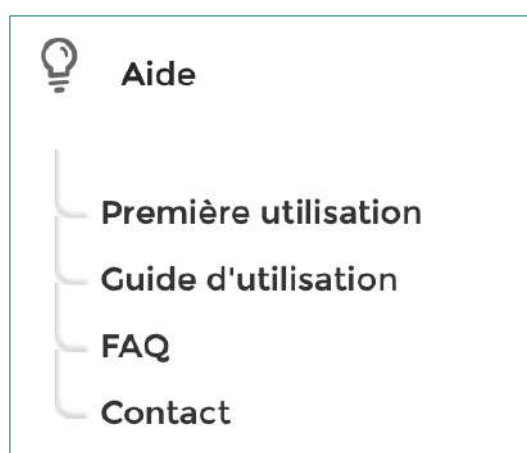 Aide
Première utilisation
Guide d'utilisation
FAQ
Contact